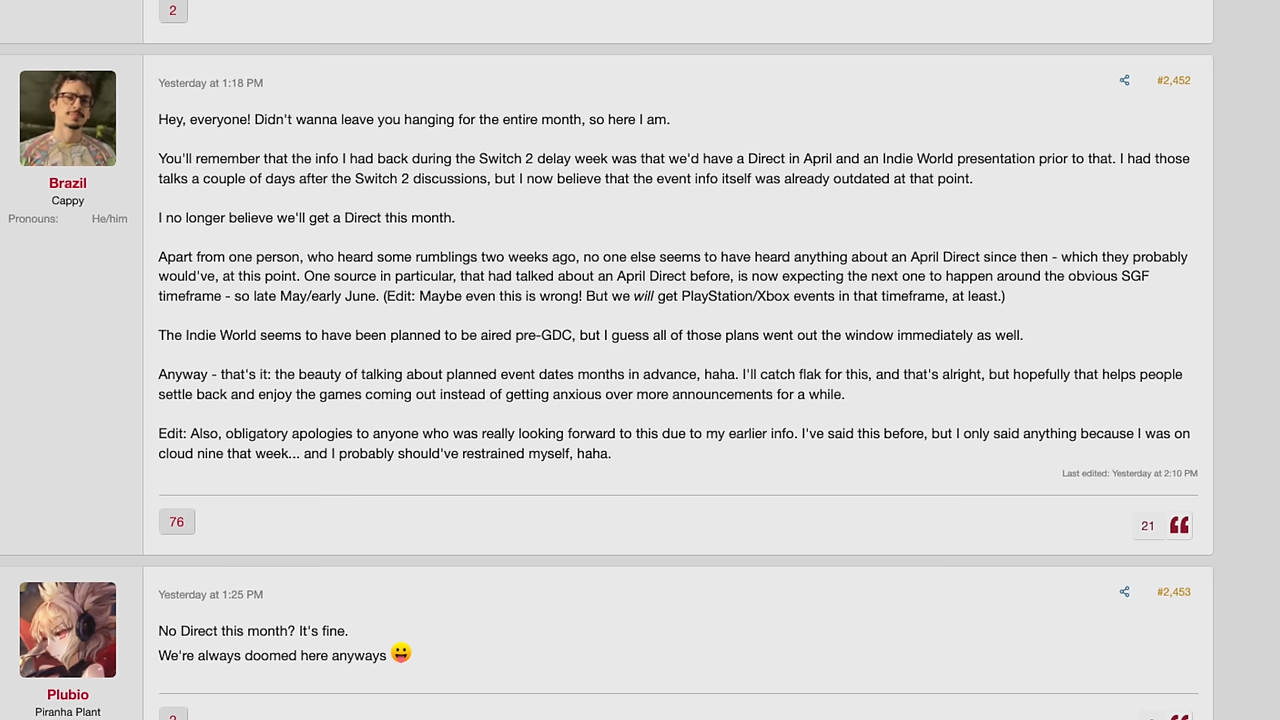 2
Yesterday at 1:18 PM
#2,452
Hey, everyone! Didn't wanna leave you hanging for the entire month, so here I am.
You'll remember that the info I had back during the Switch 2 delay week was that we'd have a Direct in April and an Indie World presentation prior to that. I had those
talks a couple of days after the Switch 2 discussions, but I now believe that the event info itself was already outdated at that point.
Brazil
Cappy
Pronouns: He/him
I no longer believe we'll get a Direct this month.
Apart from one person, who heard some rumblings two weeks ago, no one else seems to have heard anything about an April Direct since then - which they probably
would've, at this point. One source in particular, that had talked about an April Direct before, is now expecting the next one to happen around the obvious SGF
timeframe - so late May/early June. (Edit: Maybe even this is wrong! But we will get PlayStation/Xbox events in that timeframe, at least.)
The Indie World seems to have been planned to be aired pre-GDC, but I guess all of those plans went out the window immediately as well.
Anyway - that's it: the beauty of talking about planned event dates months in advance, haha. I'll catch flak for this, and that's alright, but hopefully that helps people
settle back and enjoy the games coming out instead of getting anxious over more announcements for a while.
Edit: Also, obligatory apologies to anyone who was really looking forward to this due to my earlier info. I've said this before, but I only said anything because I was on
cloud nine that week... and I probably should've restrained myself, haha.
Last edited: Yesterday at 2:10 PM
76
21
Yesterday at 1:25 PM
#2,453
No Direct this month? It's fine.
We're always doomed here anyways 😛
Plubio
Piranha Plant